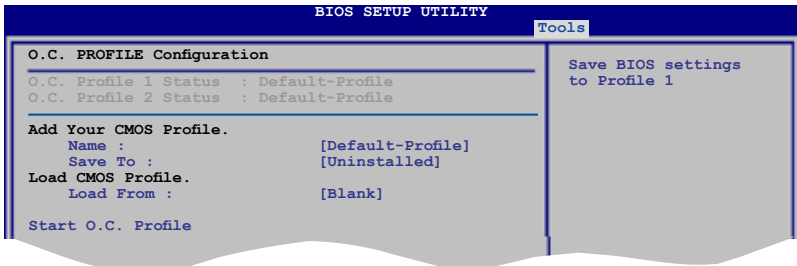 BIOS SETUP UTILITY
Tools
O.C. PROFILE Configuration
O.C. Profile 1 Status : Default-Profile
O.C. Profile 2 Status : Default-Profile
Add Your CMOS Profile.
Name : [Default-Profile]
Save To : [Uninstalled]
Load CMOS Profile.
Load From : [Blank]
Start O.C. Profile
Save BIOS settings
to Profile 1